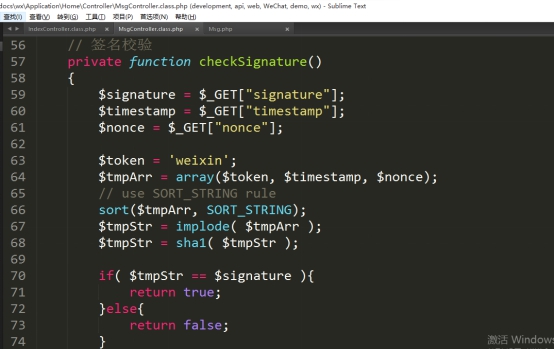 docs\wx\Application\Home\Controller\MsgController.class.php (development, api, web, WeChat, demo, wx) - Sublime Text
查找(I) 查看(V) 转到(G) 工具(T) 项目(P) 首选项(N) 帮助(H)
IndexController.class.php MsgController.class.php Msg.php
56 // 签名校验
57 private function checkSignature()
58 {
59 $signature = $_GET["signature"];
60 $timestamp = $_GET["timestamp"];
61 $nonce = $_GET["nonce"];
62
63 $token = 'weixin';
64 $tmpArr = array($token, $timestamp, $nonce);
65 // use SORT_STRING rule
66 sort($tmpArr, SORT_STRING);
67 $tmpStr = implode( $tmpArr );
68 $tmpStr = sha1( $tmpStr );
69
70 if( $tmpStr == $signature ){
71 return true;
72 }else{
73 return false;
74 }
激活 Windows